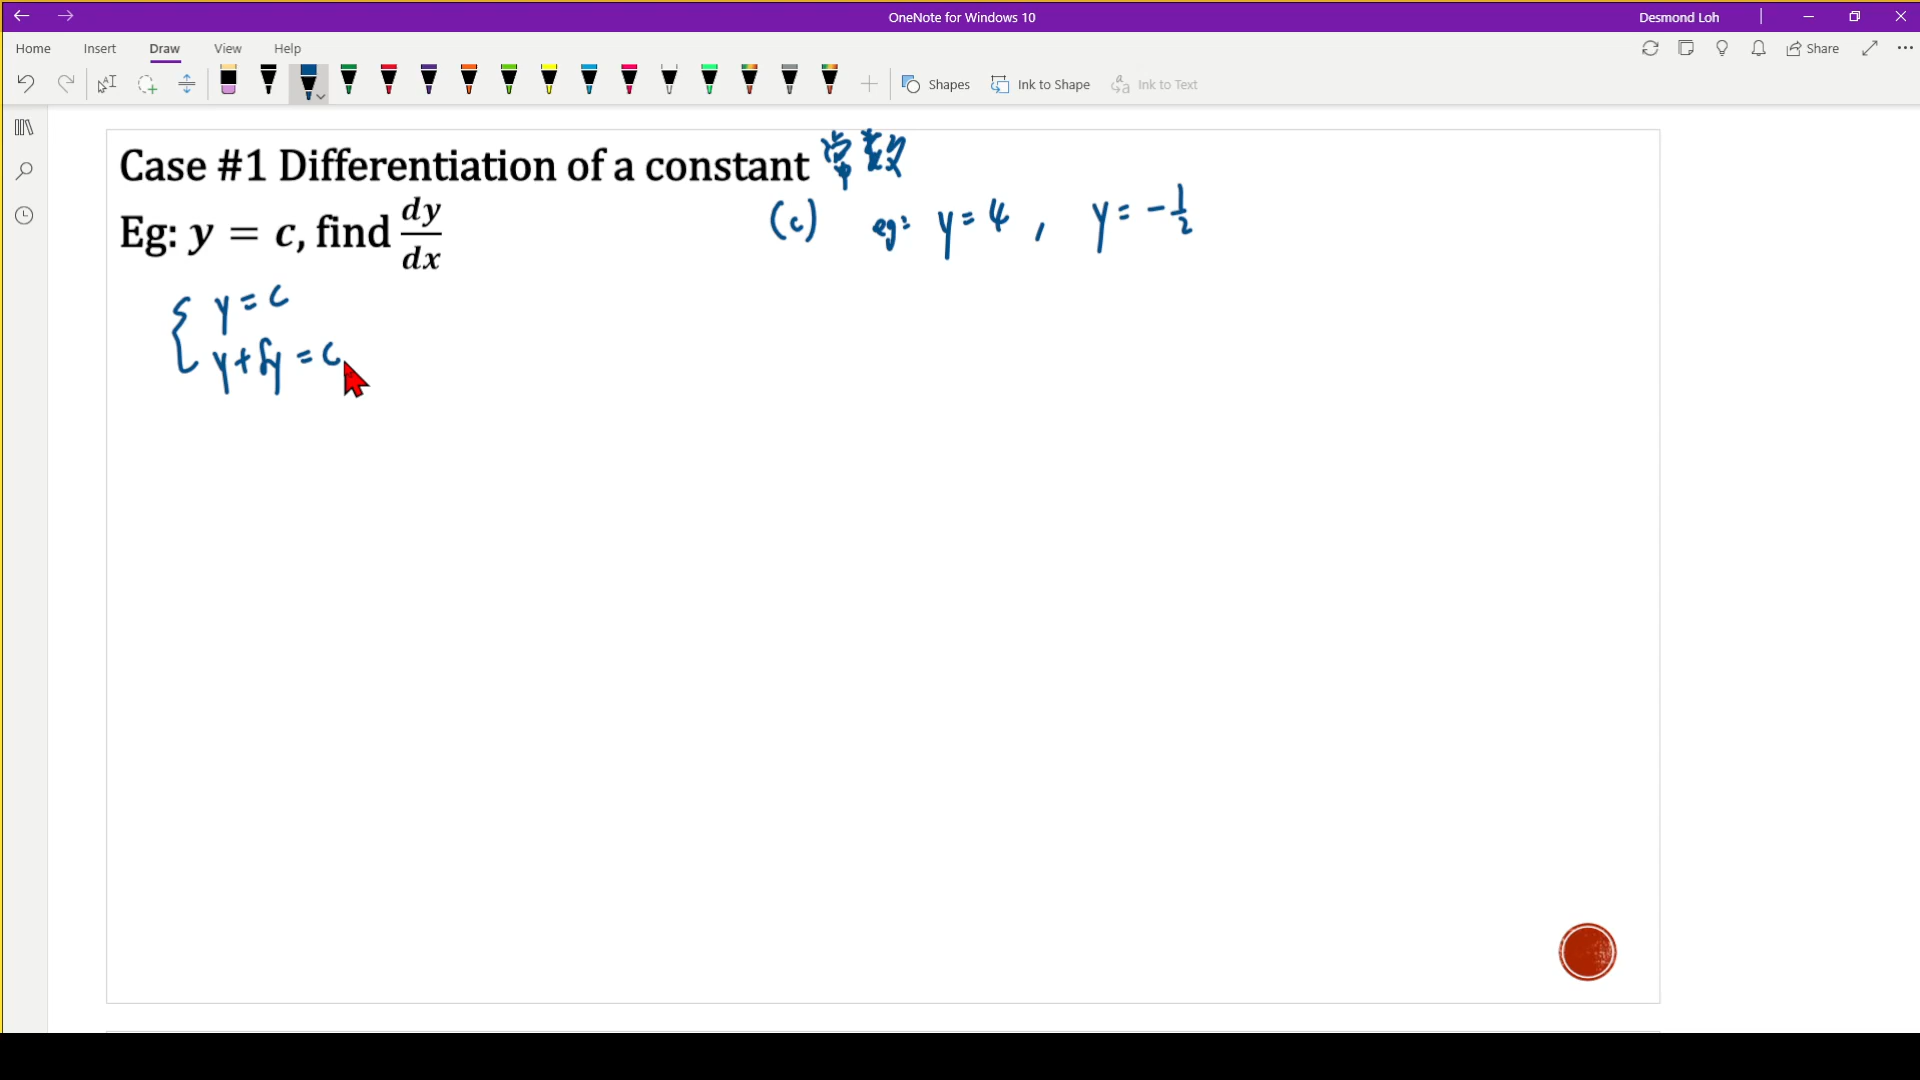 OneNote for Windows 10
Desmond Loh
Home Insert Draw View Help
Share
Shapes Ink to Shape Ink to Text
Case #1 Differentiation of a constant 常数
Eg: y = c, find dy/dx
(c) eg: y = 4 , y = -1/2
y = c
y + δy = c